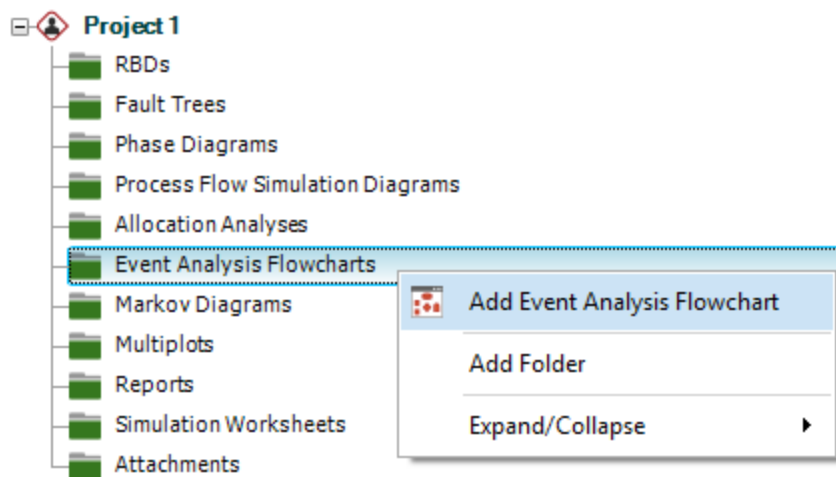 Project 1
RBDs
Fault Trees
Phase Diagrams
Process Flow Simulation Diagrams
Allocation Analyses
Event Analysis Flowcharts
Add Event Analysis Flowchart
Markov Diagrams
Multiplots
Add Folder
Reports
Simulation Worksheets
Expand/Collapse
Attachments